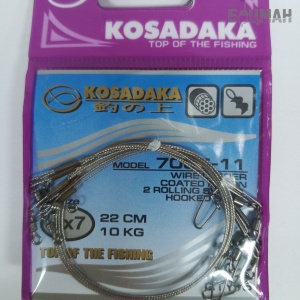 KOSADAKA
TOP OF THE FISHING
KOSADAKA
釣の上
MODEL
WIRE
COATED
2 ROLLING
HOOKED
22 CM
10 KG
TOP OF THE FISHING